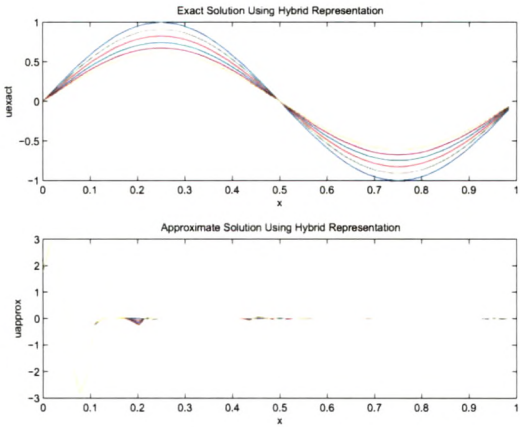 Exact Solution Using Hybrid Representation
1
0.5
0
−0.5
−1
uexact
0 0.1 0.2 0.3 0.4 0.5 0.6 0.7 0.8 0.9 1
x
Approximate Solution Using Hybrid Representation
3
2
1
0
−1
−2
−3
uapprox
0 0.1 0.2 0.3 0.4 0.5 0.6 0.7 0.8 0.9 1
x